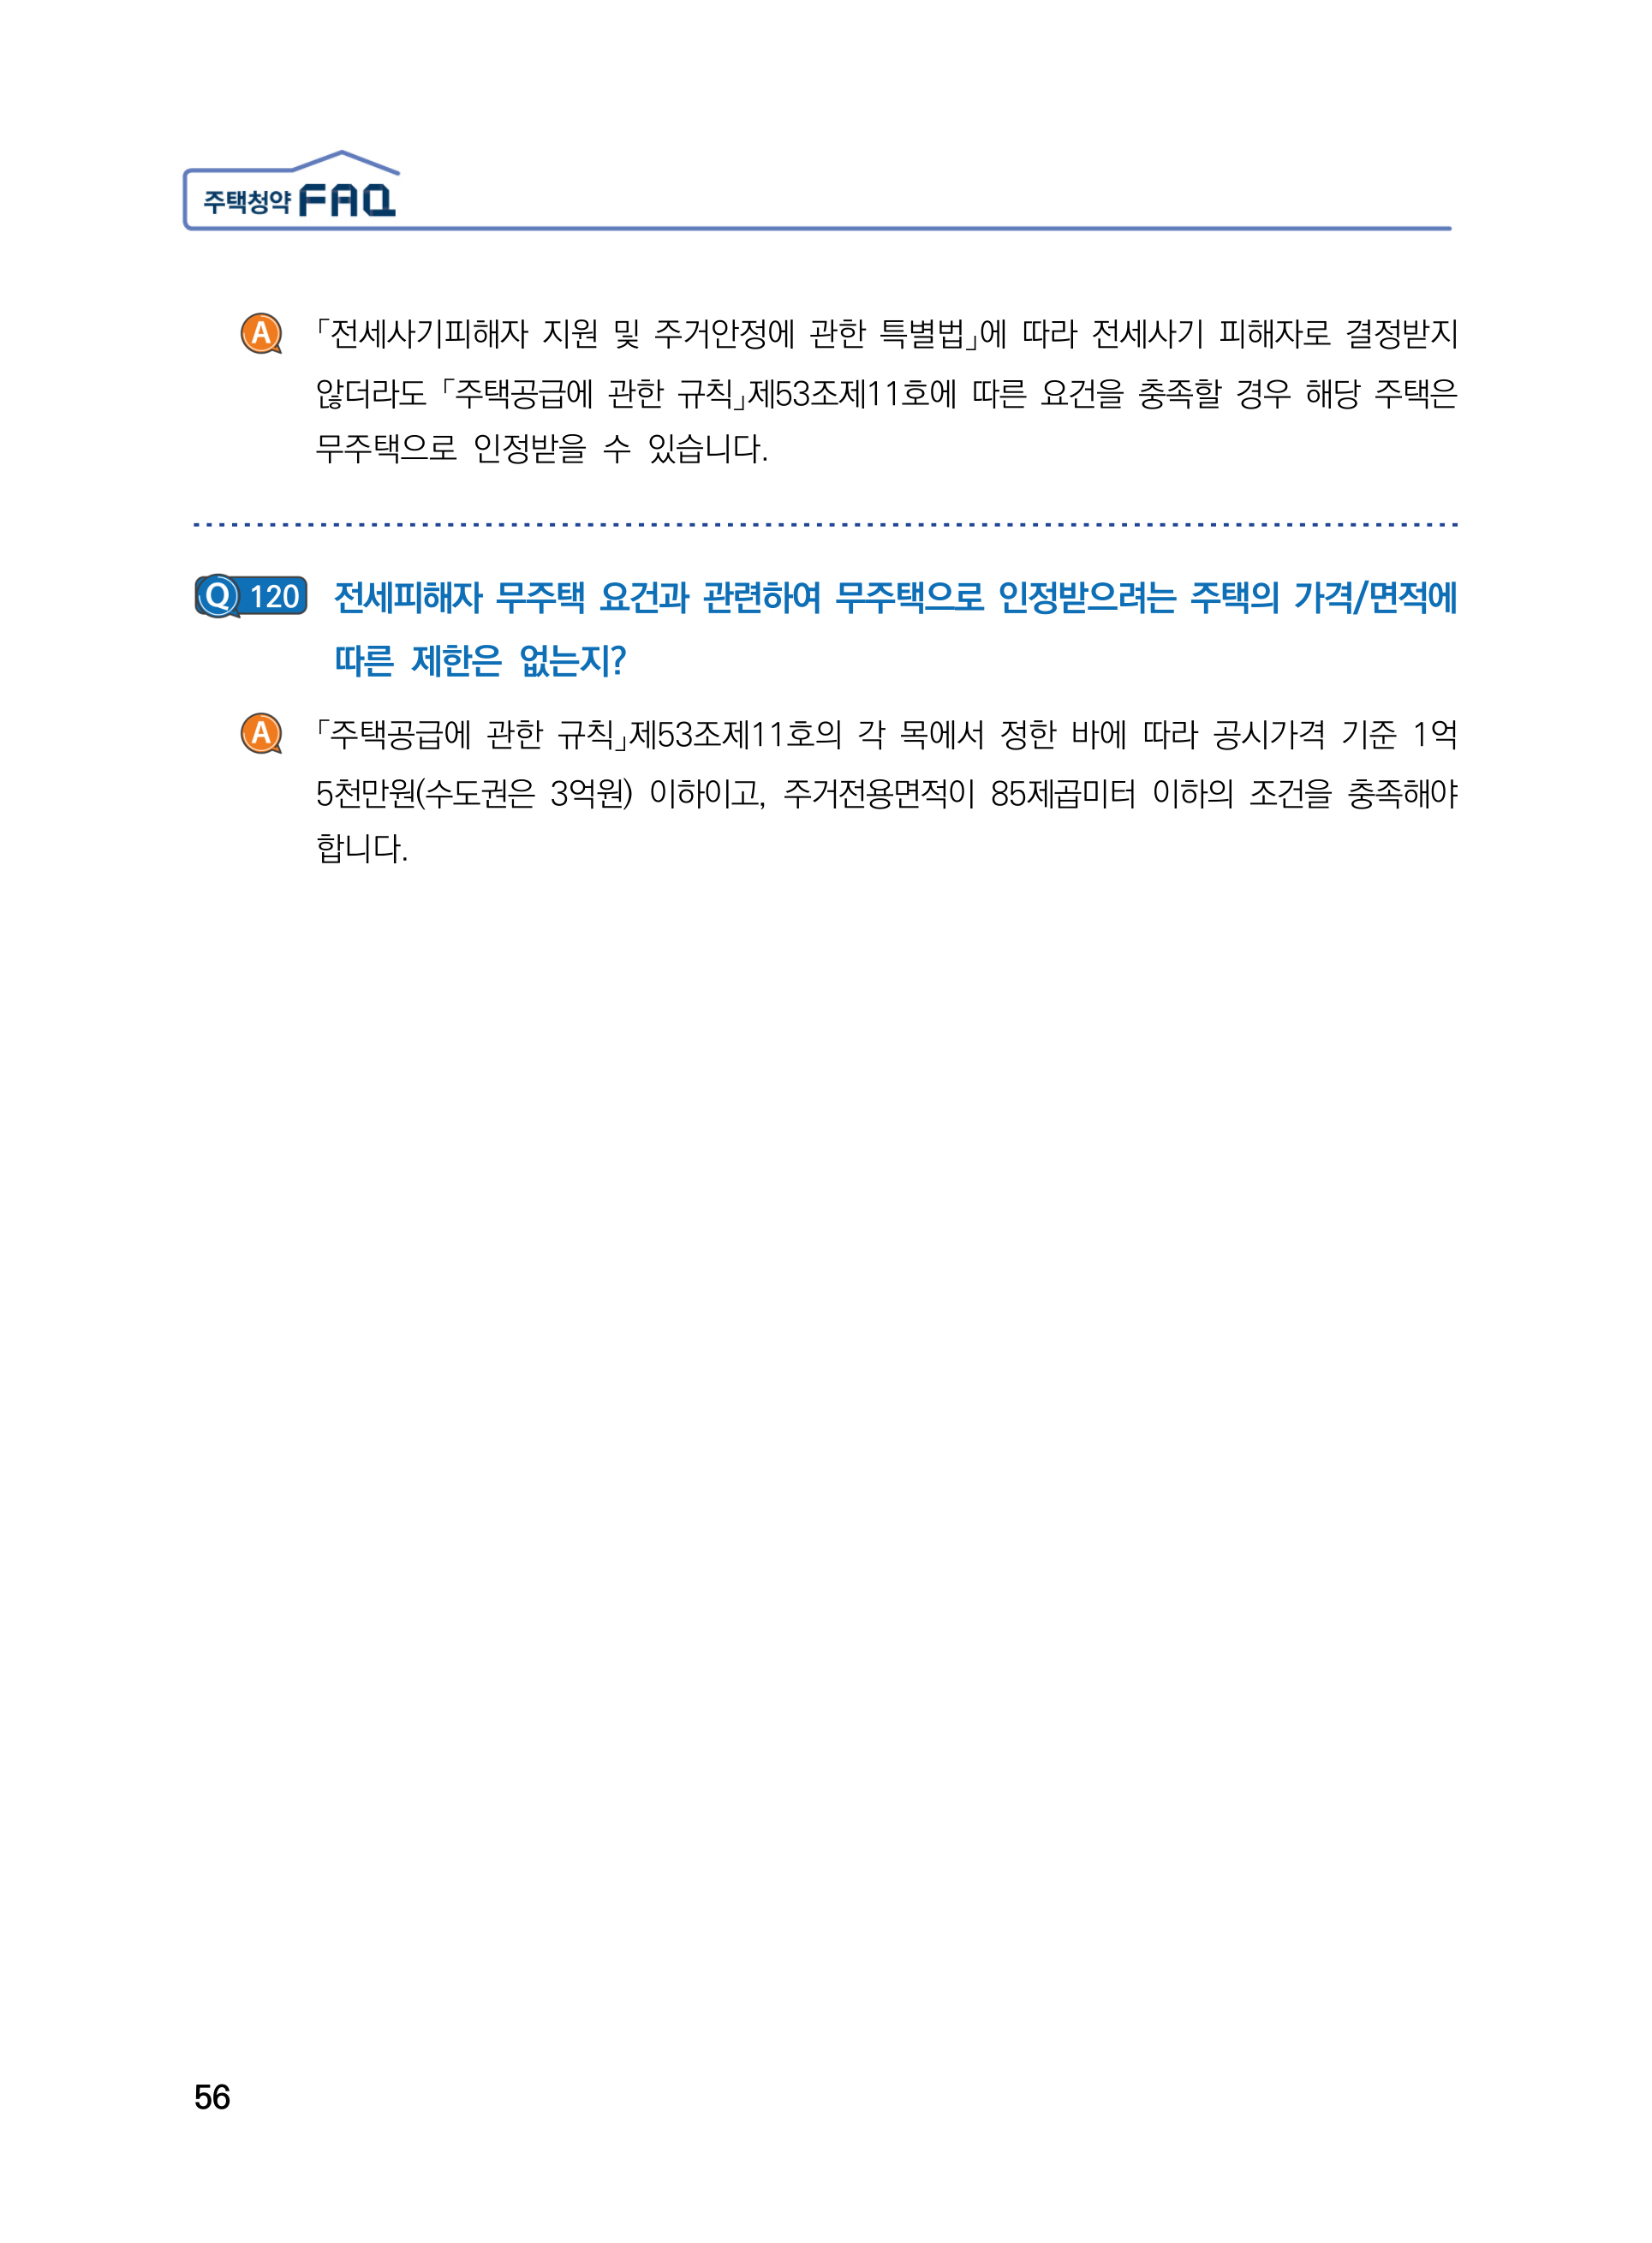 주택청약 FAQ
A 「전세사기피해자 지원 및 주거안정에 관한 특별법」에 따라 전세사기 피해자로 결정받지
않더라도 「주택공급에 관한 규칙」제53조제11호에 따른 요건을 충족할 경우 해당 주택은
무주택으로 인정받을 수 있습니다.
Q 120 전세피해자 무주택 요건과 관련하여 무주택으로 인정받으려는 주택의 가격/면적에
따른 제한은 없는지?
A 「주택공급에 관한 규칙」제53조제11호의 각 목에서 정한 바에 따라 공시가격 기준 1억
5천만원(수도권은 3억원) 이하이고, 주거전용면적이 85제곱미터 이하의 조건을 충족해야
합니다.
56